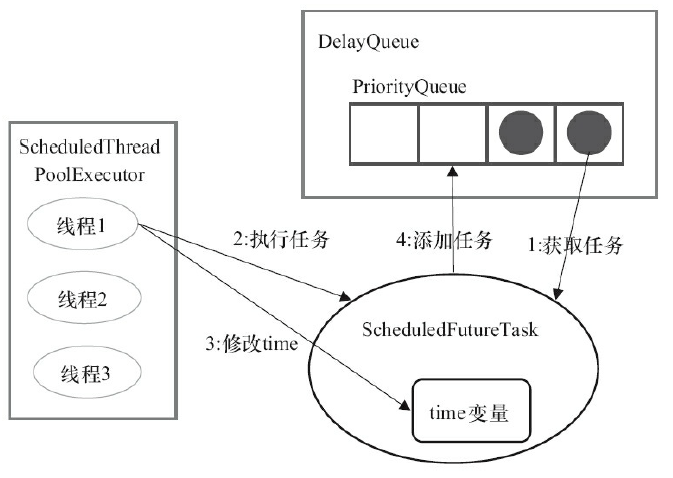 DelayQueue
PriorityQueue
ScheduledThread
PoolExecutor
线程1
线程2
线程3
2:执行任务
4:添加任务
1:获取任务
3:修改time
ScheduledFutureTask
time变量